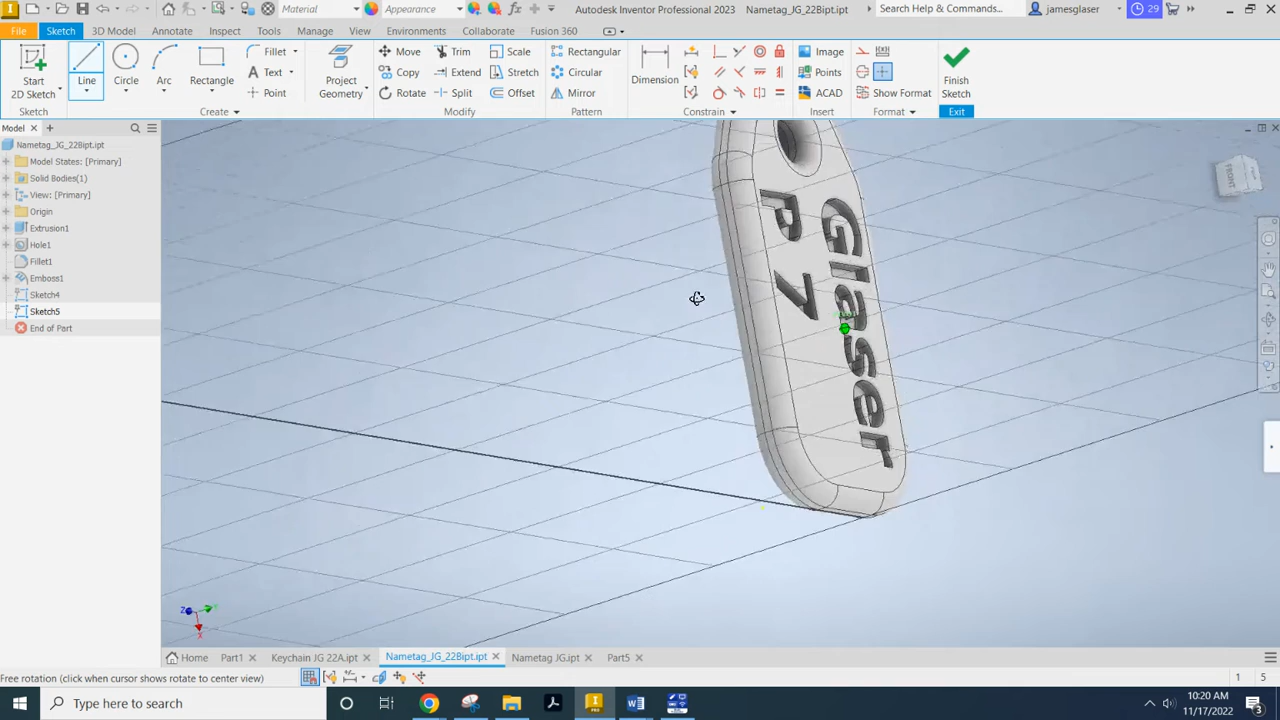 Material
Appearance
Autodesk Inventor Professional 2023
Nametag_JG_22Bipt.ipt
Search Help & Commands...
jamesglaser
29
File
Sketch
3D Model
Annotate
Inspect
Tools
Manage
View
Environments
Collaborate
Fusion 360
Start
2D Sketch
Line
Circle
Arc
Rectangle
Fillet
Text
Point
Project
Geometry
Move
Copy
Rotate
Trim
Extend
Split
Scale
Stretch
Offset
Rectangular
Circular
Mirror
Dimension
Image
Points
ACAD
Show Format
Finish
Sketch
Sketch
Create
Modify
Pattern
Constrain
Insert
Format
Exit
Model
Nametag_JG_22Bipt.ipt
Model States: [Primary]
Solid Bodies(1)
View: [Primary]
Origin
Extrusion1
Hole1
Fillet1
Emboss1
Sketch4
Sketch5
End of Part
Glaser
P 7
FRONT
Z
Y
X
Home
Part1
Keychain JG 22A.ipt
Nametag_JG_22Bipt.ipt
Nametag JG.ipt
Part5
Free rotation (click when cursor shows rotate to center view)
1
5
Type here to search
10:20 AM
11/17/2022
3